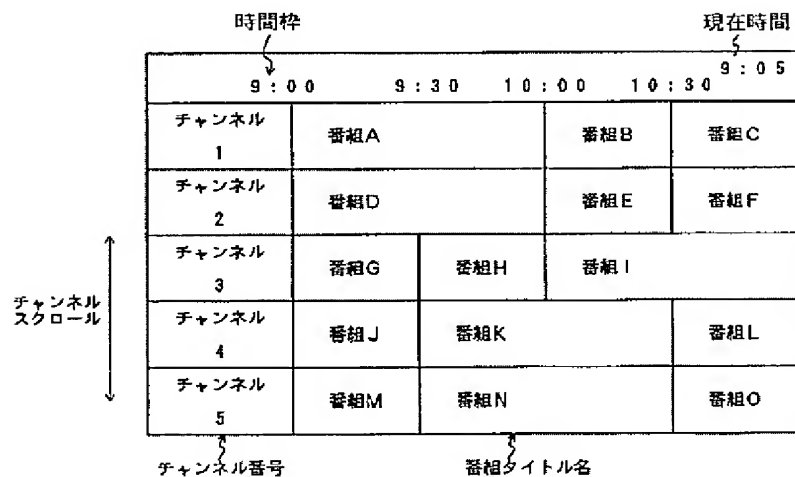 時間枠
現在時間
9:05
9:00 9:30 10:00 10:30
チャンネル
1
番組A
番組B
番組C
チャンネル
2
番組D
番組E
番組F
チャンネル
3
番組G
番組H
番組I
チャンネル
4
番組J
番組K
番組L
チャンネル
5
番組M
番組N
番組O
チャンネル
スクロール
チャンネル番号
番組タイトル名